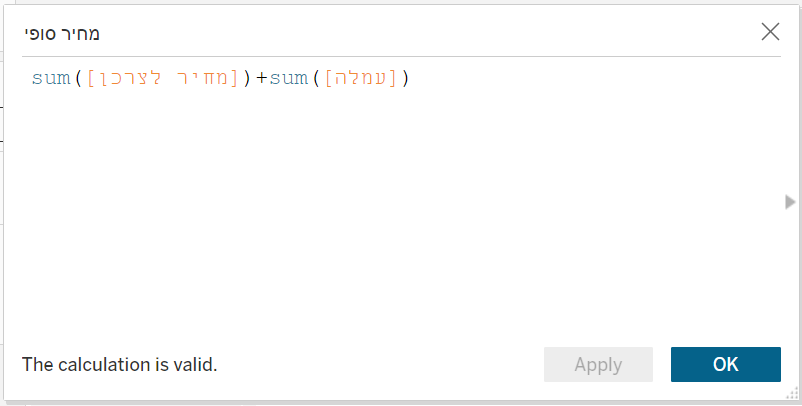 מחיר סופי
sum([מחיר לצרכן])+sum([עמלה])
The calculation is valid.
Apply
OK